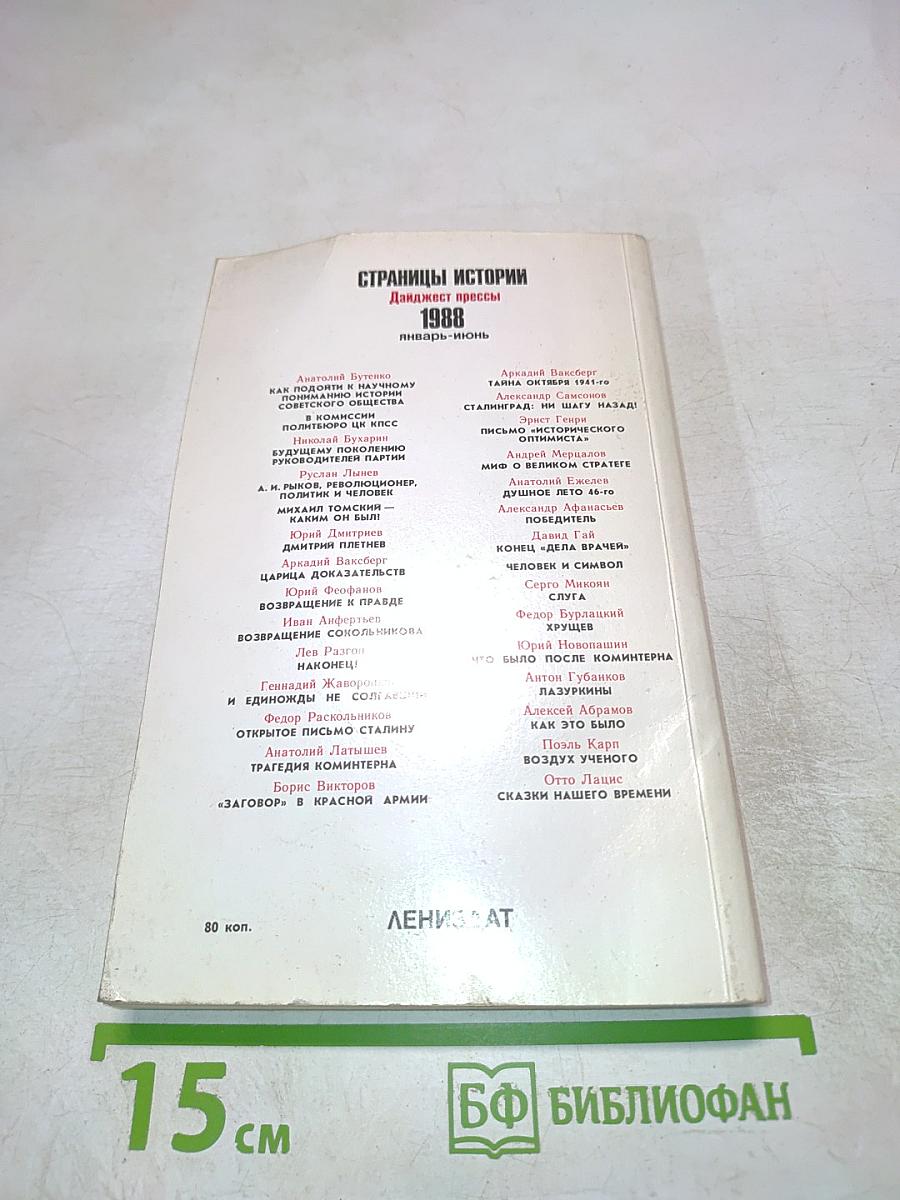 СТРАНИЦЫ ИСТОРИИ
Дайджест прессы
1988
январь-июнь
Анатолий Бутенко
КАК ПОДОЙТИ К НАУЧНОМУ
ПОНИМАНИЮ ИСТОРИИ
СОВЕТСКОГО ОБЩЕСТВА
В КОМИССИИ
ПОЛИТБЮРО ЦК КПСС
Николай Бухарин
БУДУЩЕМУ ПОКОЛЕНИЮ
РУКОВОДИТЕЛЕЙ ПАРТИИ
Руслан Лынев
А. И. РЫКОВ, РЕВОЛЮЦИОНЕР,
ПОЛИТИК И ЧЕЛОВЕК
МИХАИЛ ТОМСКИЙ —
КАКИМ ОН БЫЛ!
Юрий Дмитриев
ДМИТРИЙ ПЛЕТНЕВ
Аркадий Ваксберг
ЦАРИЦА ДОКАЗАТЕЛЬСТВ
Юрий Феофанов
ВОЗВРАЩЕНИЕ К ПРАВДЕ
Иван Анфертьев
ВОЗВРАЩЕНИЕ СОКОЛЬНИКОВА
Лев Разгон
НАКОНЕЦ!
Геннадий
И ЕДИНОЖДЫ НЕ
Федор Раскольников
ОТКРЫТОЕ ПИСЬМО СТАЛИНУ
Анатолий Латышев
ТРАГЕДИЯ КОМИНТЕРНА
Борис Викторов
«ЗАГОВОР» В КРАСНОЙ АРМИИ
Аркадий Ваксберг
ТАЙНА ОКТЯБРЯ 1941-го
Александр Самсонов
СТАЛИНГРАД: НИ ШАГУ НАЗАД!
Эрнст Генри
ПИСЬМО «ИСТОРИЧЕСКОГО
ОПТИМИСТА»
Андрей Мерцалов
МИФ О ВЕЛИКОМ СТРАТЕГЕ
Анатолий Ежелев
ДУШНОЕ ЛЕТО 46-го
Александр Афанасьев
ПОБЕДИТЕЛЬ
Давид Гай
КОНЕЦ «ДЕЛА ВРАЧЕЙ»
ЧЕЛОВЕК И СИМВОЛ
Серго Микоян
СЛУГА
Федор Бурлацкий
ХРУЩЕВ
Юрий Новопашин
ЧТО БЫЛО ПОСЛЕ КОМИНТЕРНА
Антон Губанков
ЛАЗУРКИНЫ
Алексей Абрамов
КАК ЭТО БЫЛО
Поэль Карп
ВОЗДУХ УЧЕНОГО
Отто Лацис
СКАЗКИ НАШЕГО ВРЕМЕНИ
80 коп.
ЛЕНИЗДАТ
15 см
БФ БИБЛИОФАН